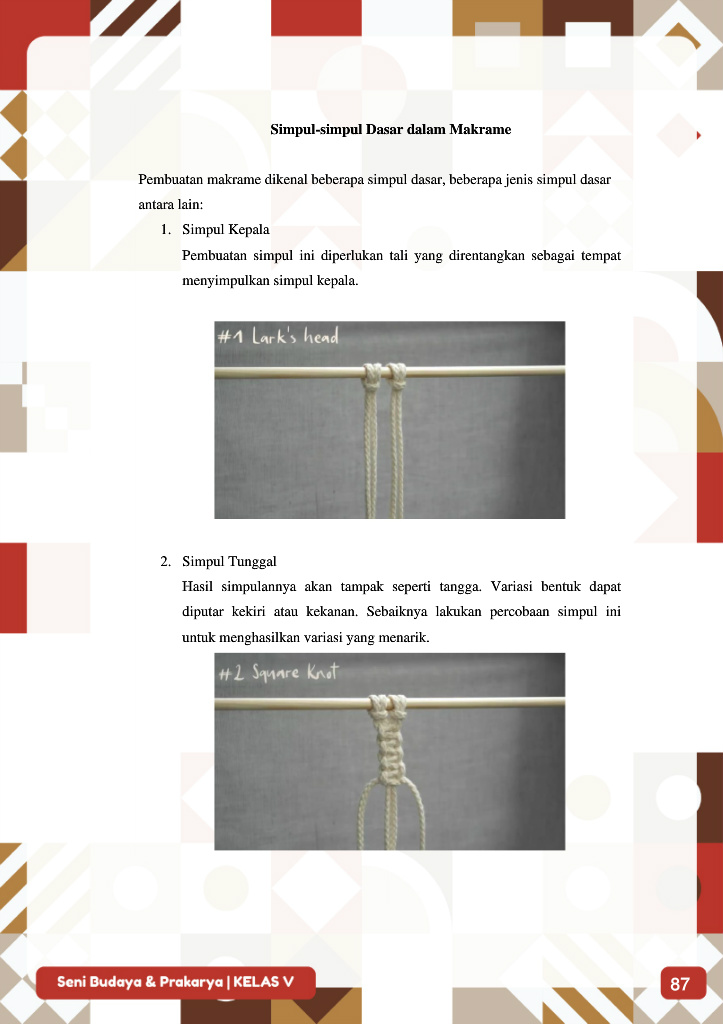 Simpul-simpul Dasar dalam Makrame
Pembuatan makrame dikenal beberapa simpul dasar, beberapa jenis simpul dasar
antara lain:
1. Simpul Kepala
Pembuatan simpul ini diperlukan tali yang direntangkan sebagai tempat
menyimpulkan simpul kepala.
#1 Lark's head
2. Simpul Tunggal
Hasil simpulannya akan tampak seperti tangga. Variasi bentuk dapat
diputar kekiri atau kekanan. Sebaiknya lakukan percobaan simpul ini
untuk menghasilkan variasi yang menarik.
#2 Square Knot
Seni Budaya & Prakarya | KELAS V
87